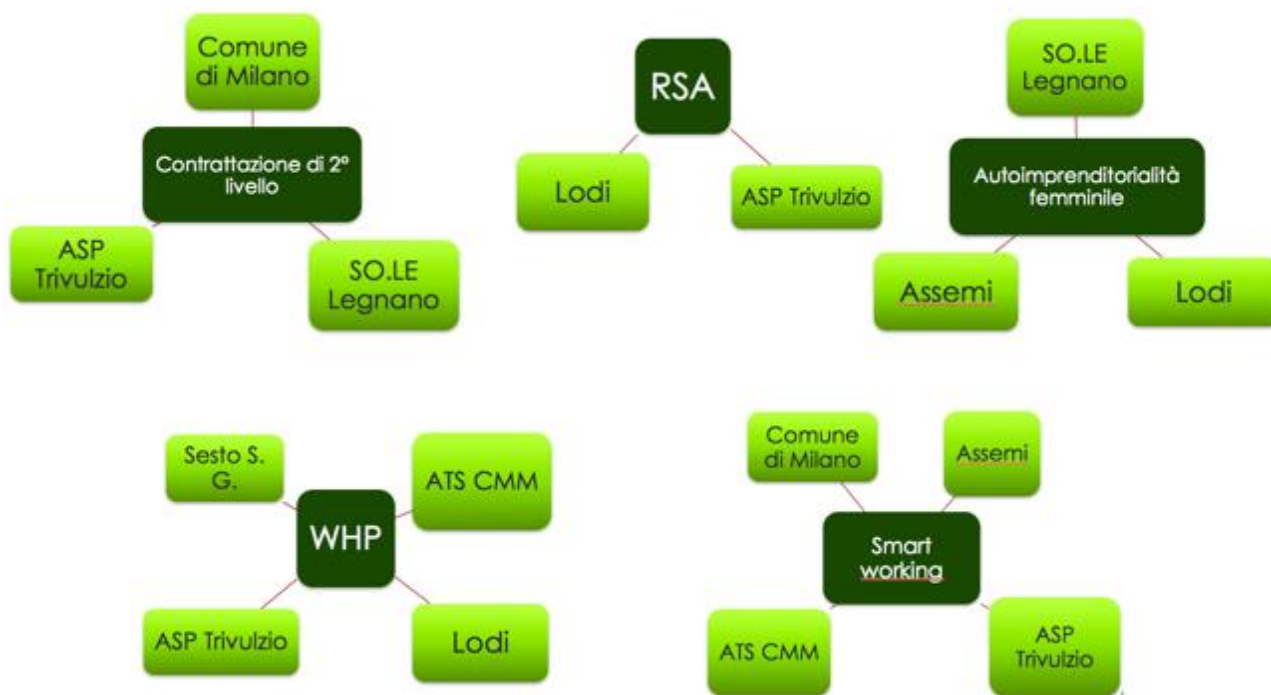 Comune
di Milano
Contrattazione di 2°
livello
ASP
Trivulzio
SO.LE
Legnano
RSA
Lodi
ASP Trivulzio
SO.LE
Legnano
Autoimprenditorialità
femminile
Assemi
Lodi
Sesto S.
G.
ATS CMM
WHP
ASP Trivulzio
Lodi
Comune
di Milano
Assemi
Smart
working
ATS CMM
ASP
Trivulzio